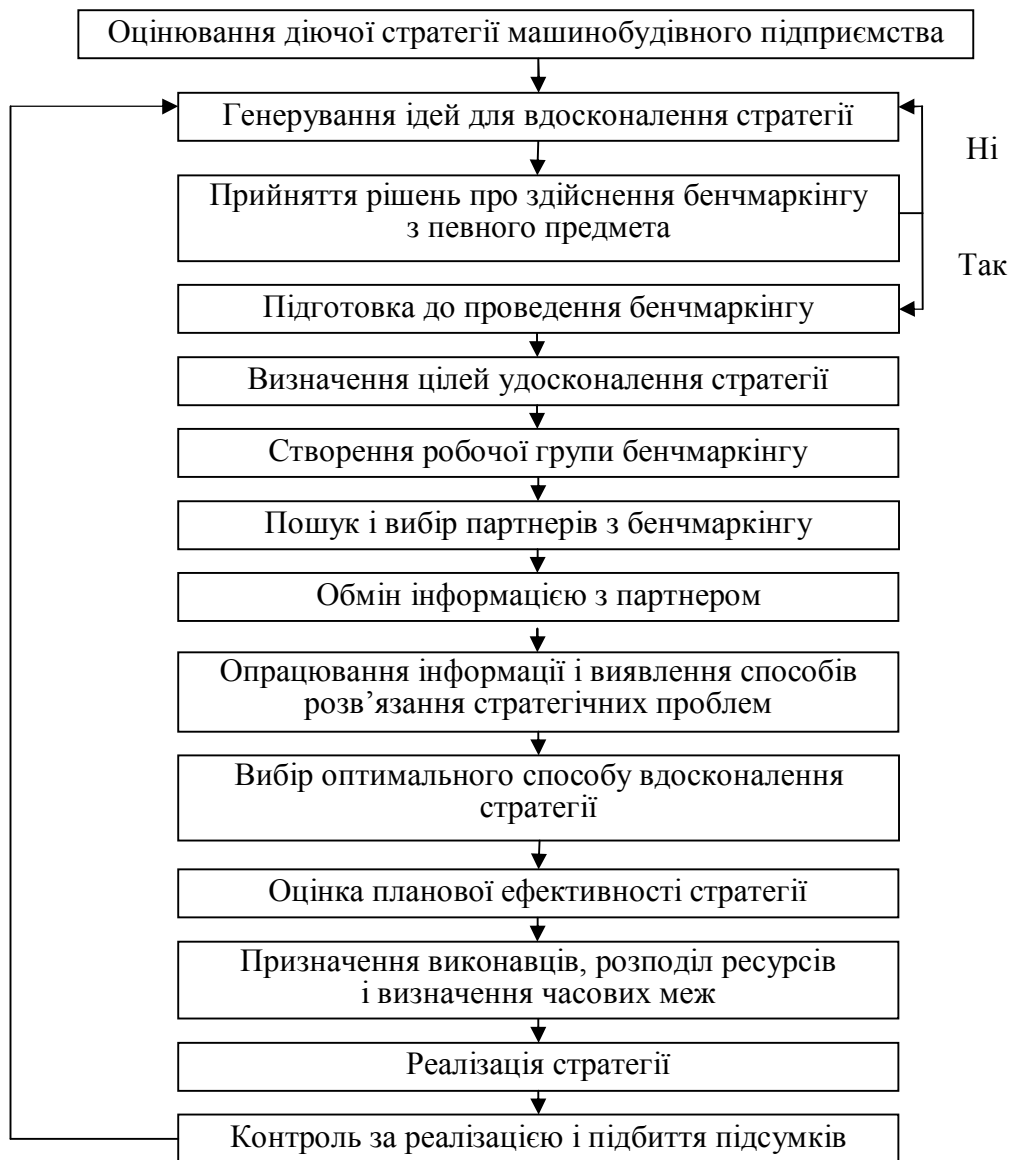 Оцінювання діючої стратегії машинобудівного підприємства
Генерування ідей для вдосконалення стратегії
Ні
Прийняття рішень про здійснення бенчмаркінгу
з певного предмета
Так
Підготовка до проведення бенчмаркінгу
Визначення цілей удосконалення стратегії
Створення робочої групи бенчмаркінгу
Пошук і вибір партнерів з бенчмаркінгу
Обмін інформацією з партнером
Опрацювання інформації і виявлення способів
розв’язання стратегічних проблем
Вибір оптимального способу вдосконалення
стратегії
Оцінка планової ефективності стратегії
Призначення виконавців, розподіл ресурсів
і визначення часових меж
Реалізація стратегії
Контроль за реалізацією і підбиття підсумків